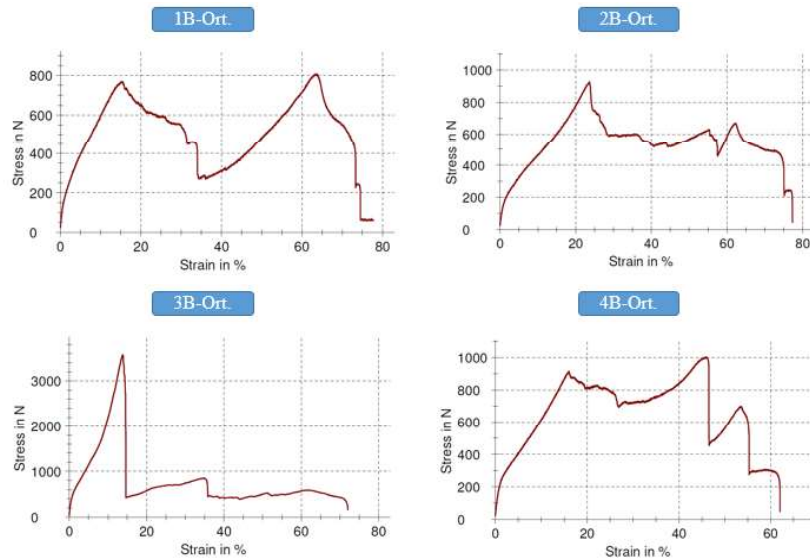 1B-Ort.
Stress n N
800
600
400
200
0
0 20 40 60 80
Strain in %
2B-Ort.
Stress in N
1000
800
600
400
200
0
0 20 40 60 80
Strain in %
3B-Ort.
Stress in N
3000
2000
1000
0
0 20 40 60 80
Strain in %
4B-Ort.
Stress in N
1000
800
600
400
200
0
0 20 40 60
Strain in %